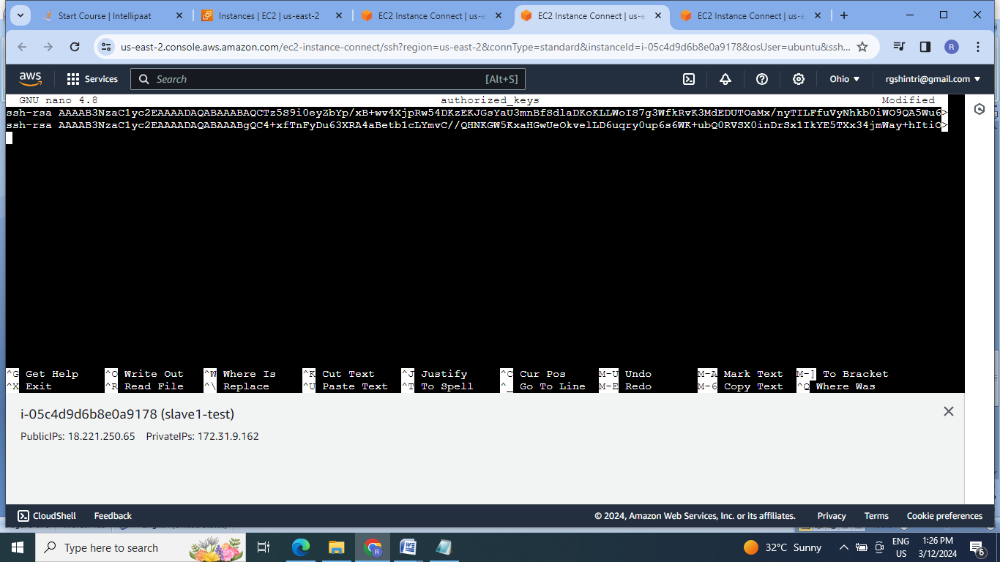 Start Course | Intellipaat
Instances | EC2 | us-east-2
EC2 Instance Connect | us-e
EC2 Instance Connect | us-e
EC2 Instance Connect | us-e
us-east-2.console.aws.amazon.com/ec2-instance-connect/ssh?region=us-east-2&connType=standard&instanceId=i-05c4d9d6b8e0a9178&osUser=ubuntu&ssh...
R
aws Services Search [Alt+S] Ohio rgshintri@gmail.com
GNU nano 4.8 authorized_keys Modified
ssh-rsa AAAAB3NzaC1yc2EAAAADAQABAAABAQCTz5S9i0eyZbYp/xB+wv4XjpRw54DKzEKJGsYaU3mnBfSdlaDKoKLLWoIS7g3WfkRvK3MdEDUTOaMx/nyTILFfuVyNhkb0iWO9QA5Wu6>
ssh-rsa AAAAB3NzaC1yc2EAAAADAQABAAABgQC4+xfTnFyDu63XRA4aBetb1cLYmvC//QHNKGW5KxaHGwUeOkvelLD6uqry0up6s6WK+ubQ0RVSX0inDrSx1IkYE5TXx34jmWay+hItiO>
^G Get Help ^O Write Out ^W Where Is ^K Cut Text ^J Justify ^C Cur Pos M-U Undo M-A Mark Text M-] To Bracket
^X Exit ^R Read File ^\ Replace ^U Paste Text ^T To Spell ^_ Go To Line M-E Redo M-6 Copy Text ^Q Where Was
i-05c4d9d6b8e0a9178 (slave1-test)
PublicIPs: 18.221.250.65 PrivateIPs: 172.31.9.162
CloudShell Feedback © 2024, Amazon Web Services, Inc. or its affiliates. Privacy Terms Cookie preferences
Type here to search
32°C Sunny
ENG
US
1:26 PM
3/12/2024
6